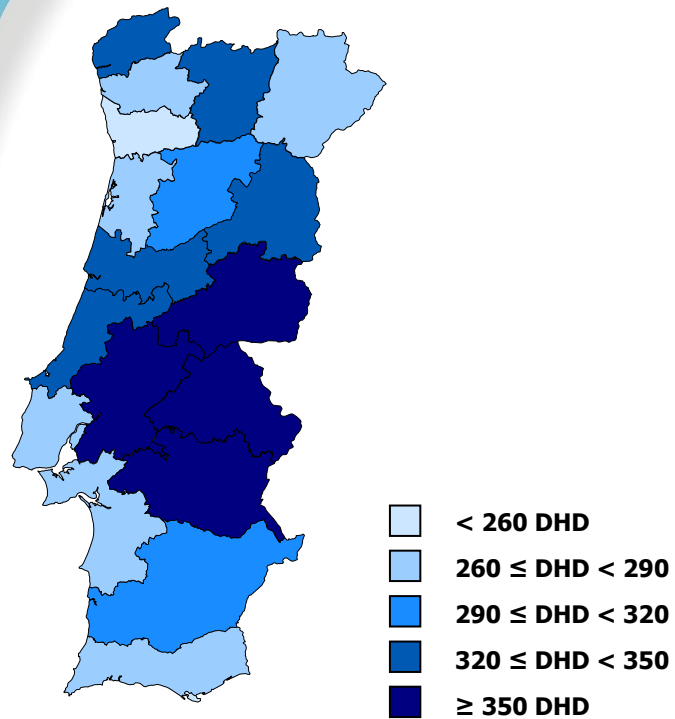 < 260 DHD
260 ≤ DHD < 290
290 ≤ DHD < 320
320 ≤ DHD < 350
≥ 350 DHD